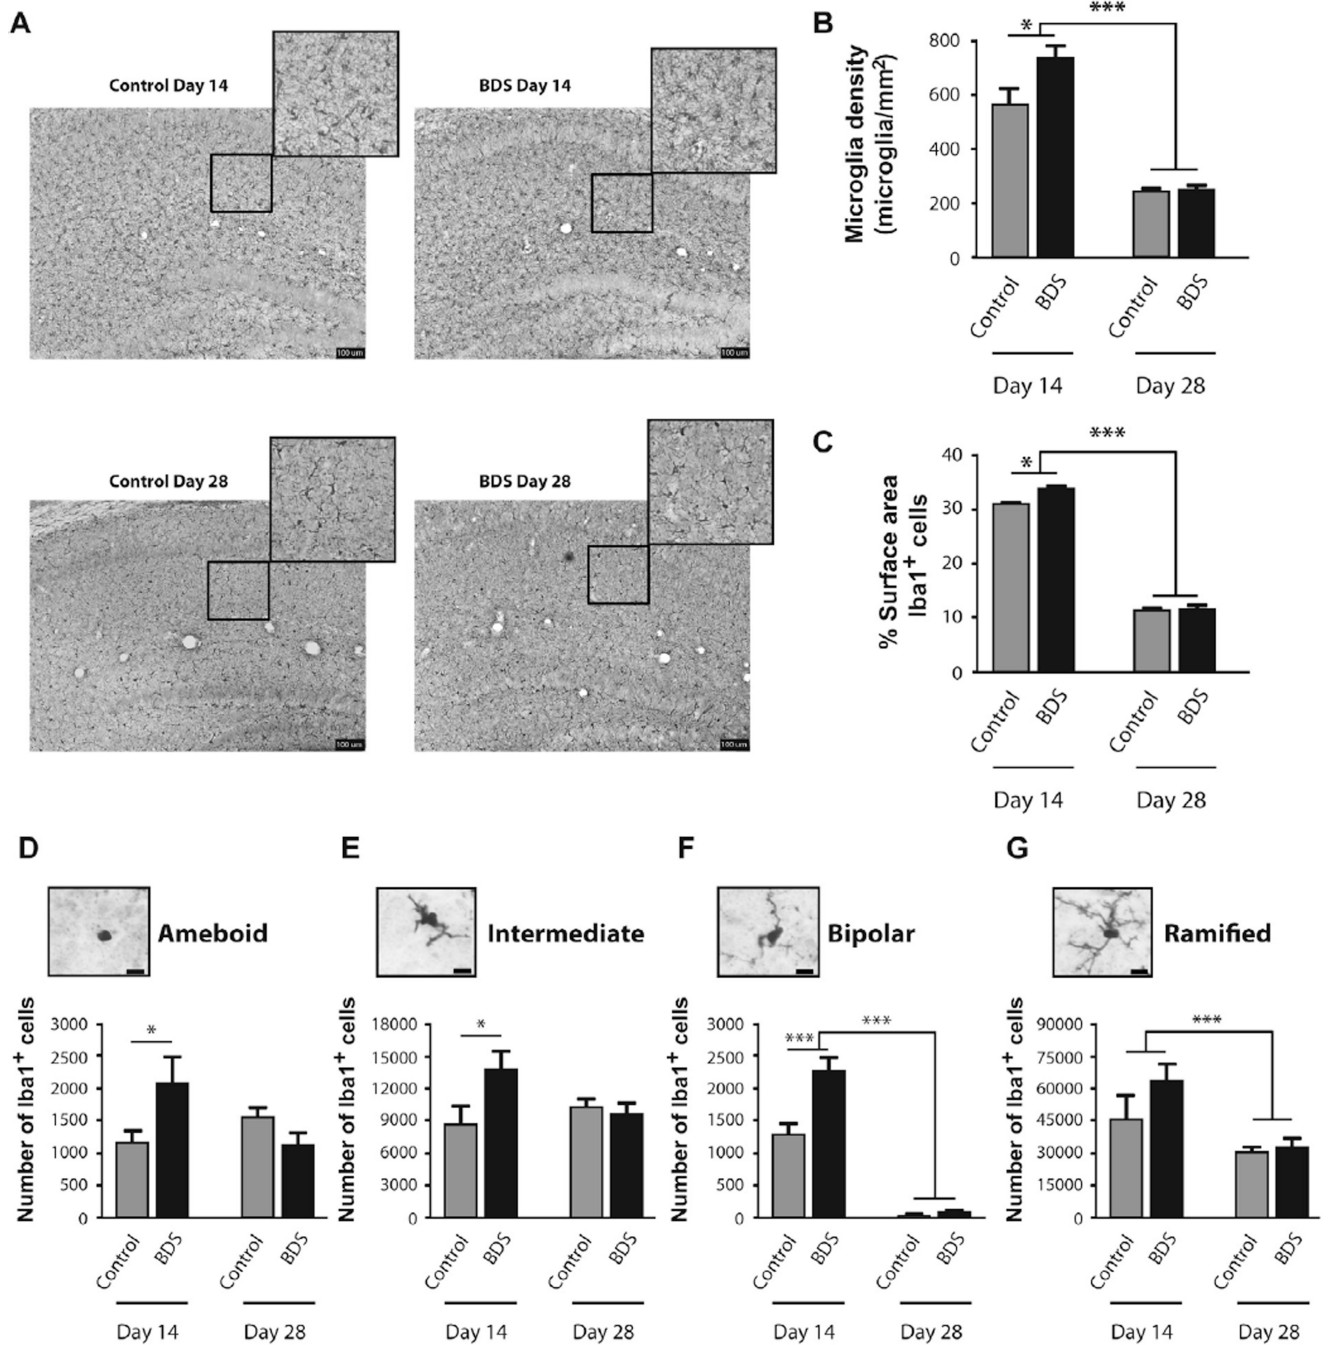 A
Control Day 14
BDS Day 14
100 um
100 um
Control Day 28
BDS Day 28
100 um
100 um
B
Microglia density
(microglia/mm²)
***
*
800
600
400
200
0
Control
BDS
Control
BDS
Day 14
Day 28
C
% Surface area
Iba1⁺ cells
***
*
40
30
20
10
0
Control
BDS
Control
BDS
Day 14
Day 28
D
Ameboid
Number of Iba1⁺ cells
3000
2500
2000
1500
1000
500
0
*
Control
BDS
Control
BDS
Day 14
Day 28
E
Intermediate
Number of Iba1⁺ cells
18000
15000
12000
9000
6000
3000
0
*
Control
BDS
Control
BDS
Day 14
Day 28
F
Bipolar
Number of Iba1⁺ cells
3000
2500
2000
1500
1000
500
0
***
***
Control
BDS
Control
BDS
Day 14
Day 28
G
Ramified
Number of Iba1⁺ cells
90000
75000
60000
45000
30000
15000
0
***
Control
BDS
Control
BDS
Day 14
Day 28